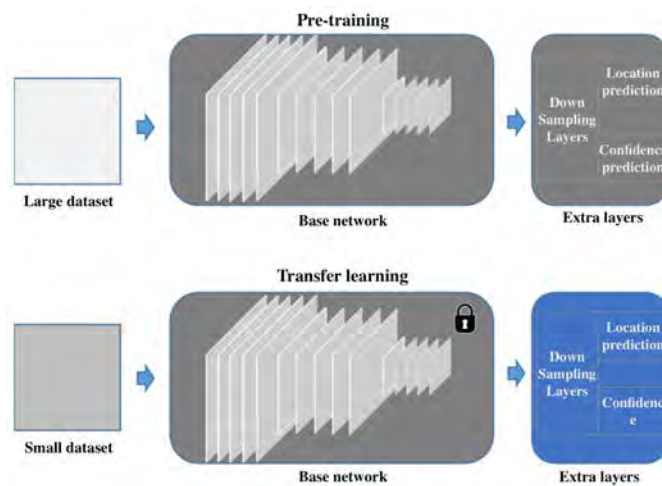 Pre-training
Location
prediction
Down
Sampling
Layers
Confidence
prediction
Large dataset
Base network
Extra layers
Transfer learning
Location
prediction
Down
Sampling
Layers
Confidenc
e
Small dataset
Base network
Extra layers